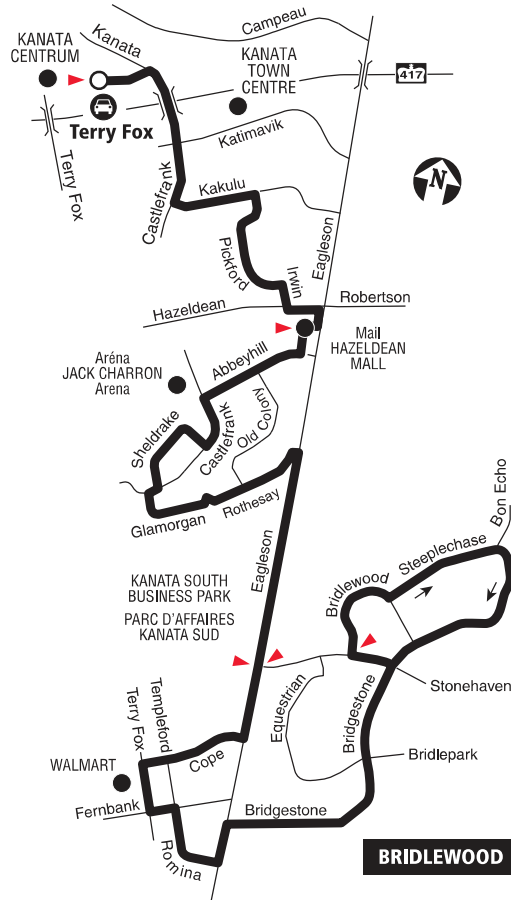 Campeau
KANATA
CENTRUM
Kanata
KANATA
TOWN
CENTRE
417
Terry Fox
Katimavik
Terry Fox
Castlefrank
Kakulu
Eagleson
Pickford
Irwin
N
Hazeldean
Robertson
Mail
HAZELDEAN
MALL
Abbeyhill
Aréna
JACK CHARRON
Arena
Sheldrake
Castlefrank
Old Colony
Glamorgan
Rothesay
Eagleson
Bon Echo
Steeplechase
Bridlewood
KANATA SOUTH
BUSINESS PARK
PARC D'AFFAIRES
KANATA SUD
Stonehaven
Equestrian
Bridgestone
Terry Fox
Templeford
Cope
Bridlepark
WALMART
Fernbank
Bridgestone
Romina
BRIDLEWOOD